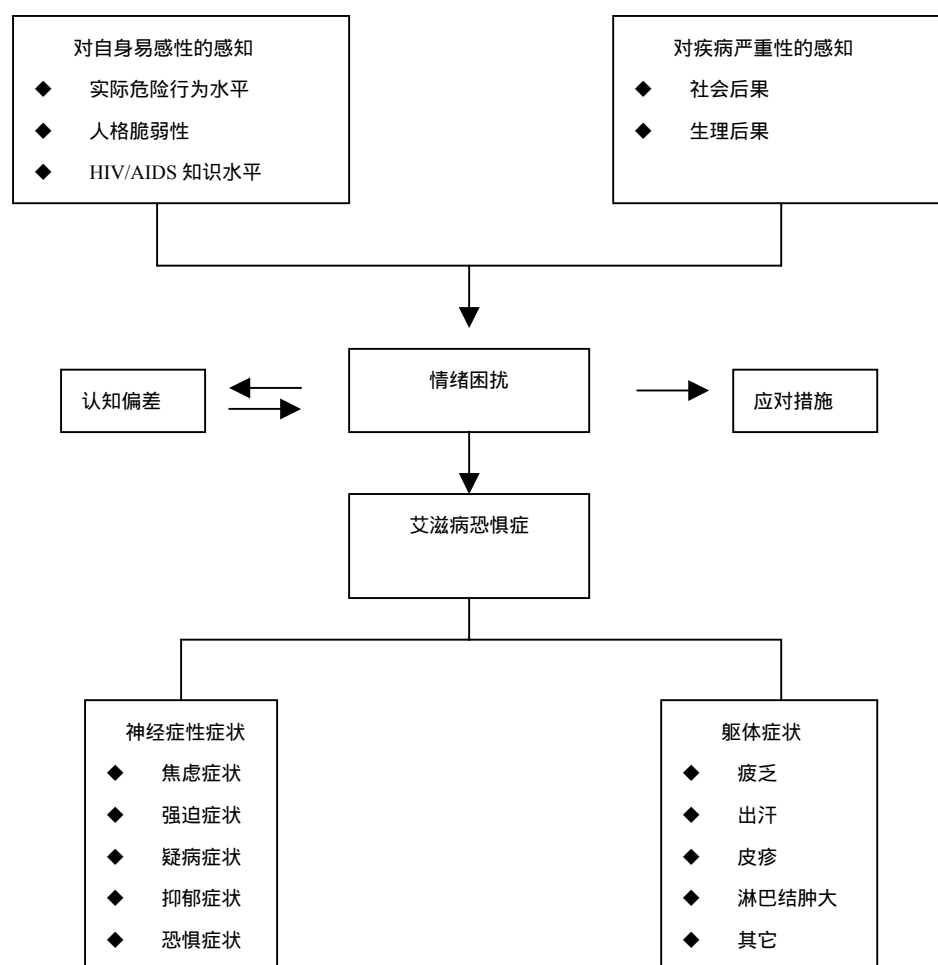 对自身易感性的感知
◆ 实际危险行为水平
◆ 人格脆弱性
◆ HIV/AIDS 知识水平
对疾病严重性的感知
◆ 社会后果
◆ 生理后果
认知偏差
情绪困扰
应对措施
艾滋病恐惧症
神经症性症状
◆ 焦虑症状
◆ 强迫症状
◆ 疑病症状
◆ 抑郁症状
◆ 恐惧症状
躯体症状
◆ 疲乏
◆ 出汗
◆ 皮疹
◆ 淋巴结肿大
◆ 其它